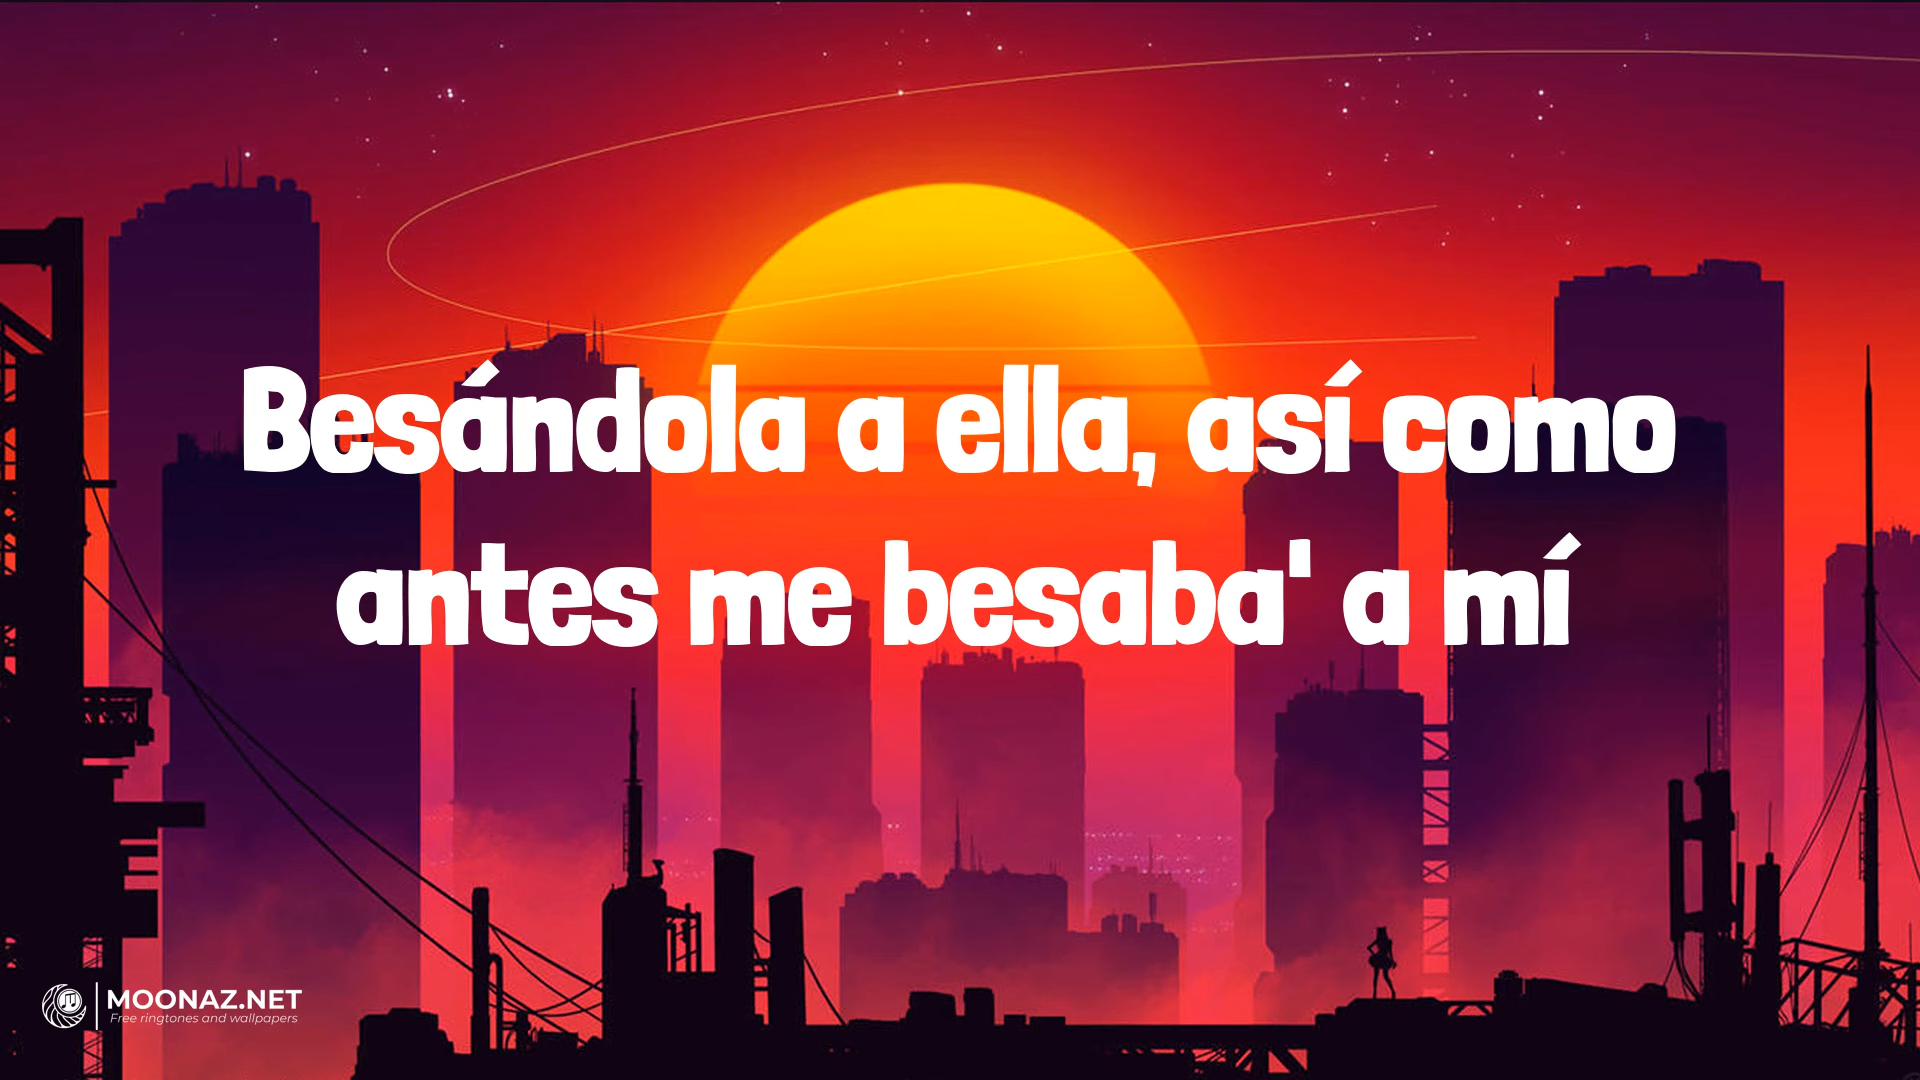 Besándola a ella, así como
antes me besaba' a mí
MOONAZ.NET
Free ringtones and wallpapers